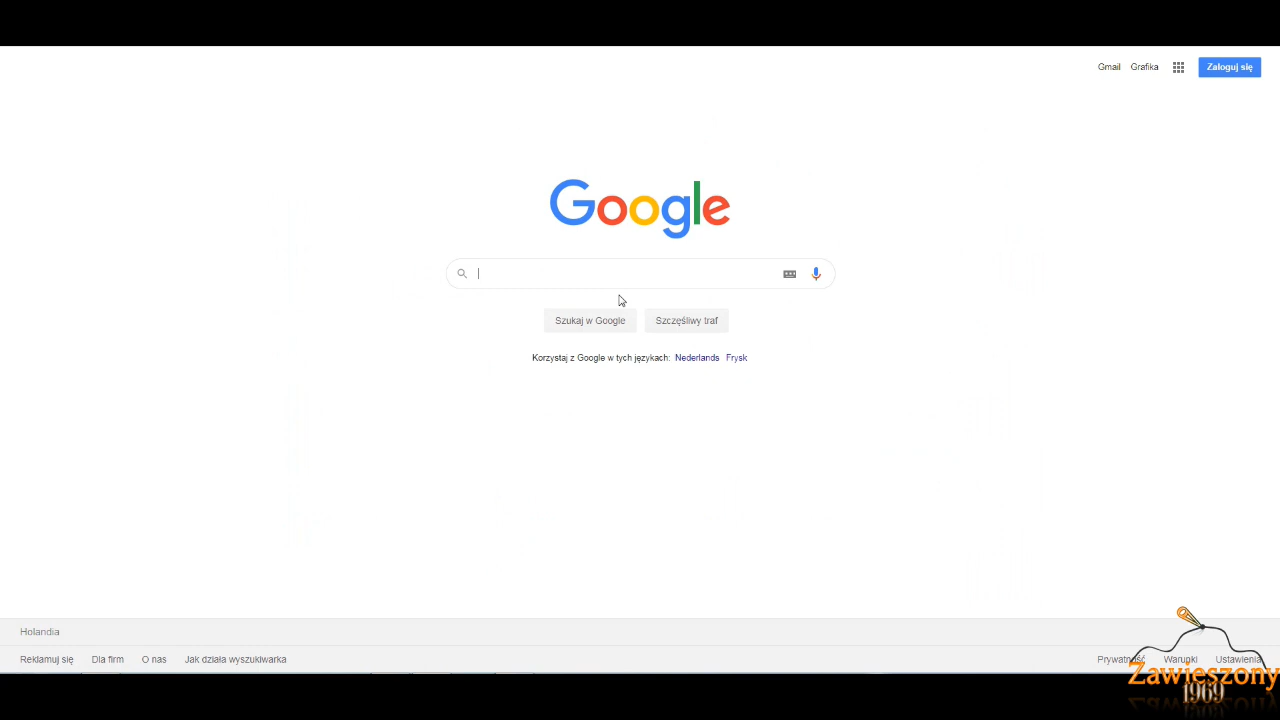 Gmail Grafika Zaloguj się
Google
Szukaj w Google Szczęśliwy traf
Korzystaj z Google w tych językach: Nederlands Frysk
Holandia
Reklamuj się Dla firm O nas Jak działa wyszukiwarka
Prywatność Warunki Ustawienia
Zawieszony
1969